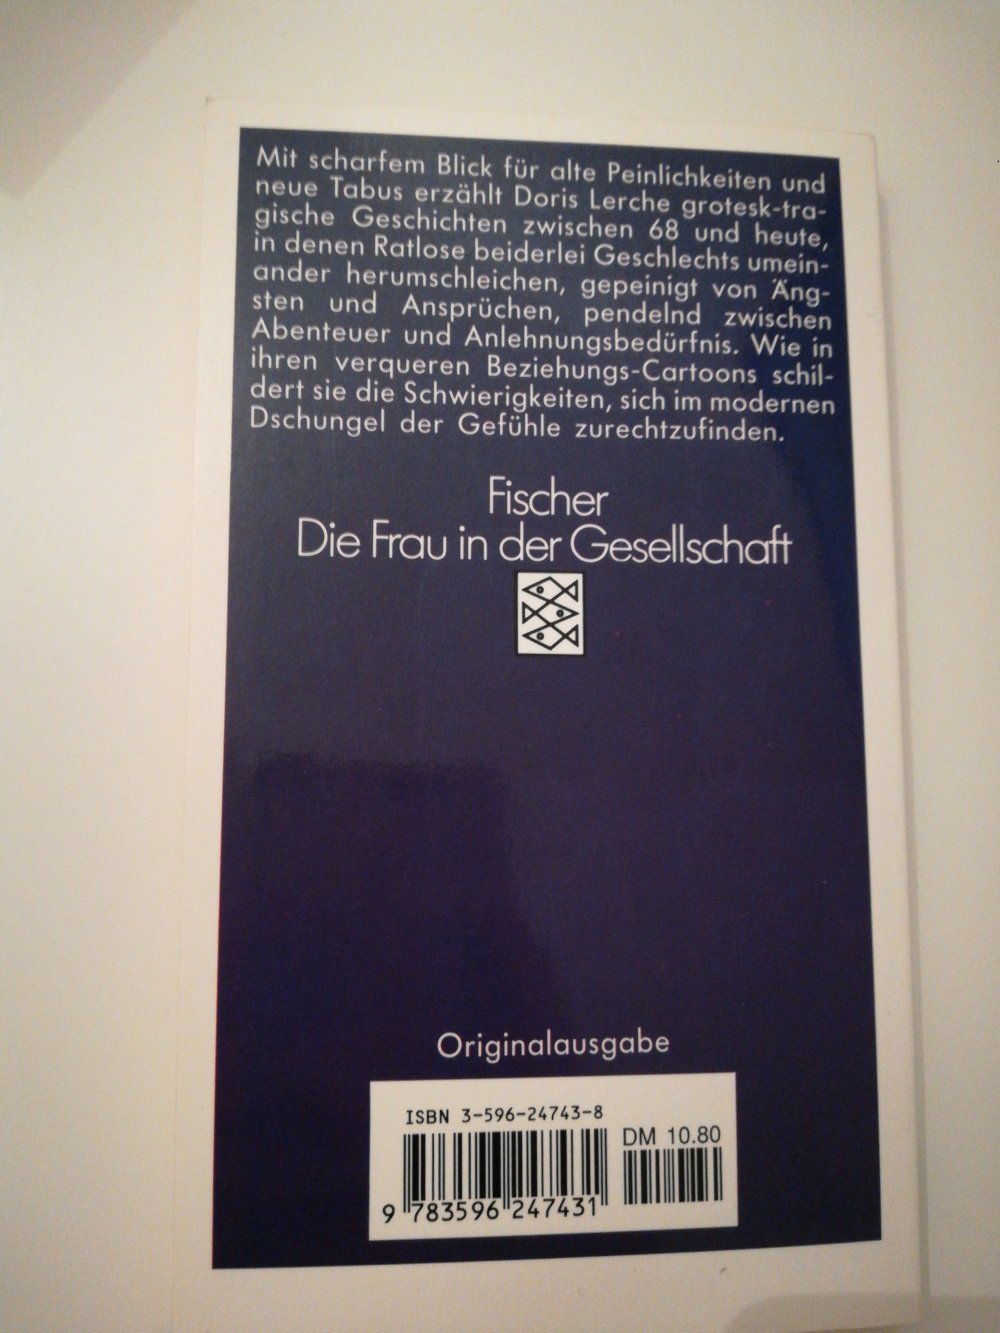 Mit scharfem Blick für alte Peinlichkeiten und
neue Tabus erzählt Doris Lerche grotesk-tra-
gische Geschichten zwischen 68 und heute,
in denen Ratlose beiderlei Geschlechts umein-
ander herumschleichen, gepeinigt von Äng-
sten und Ansprüchen, pendelnd zwischen
Abenteuer und Anlehnungsbedürfnis. Wie in
ihren verqueren Beziehungs-Cartoons schil-
dert sie die Schwierigkeiten, sich im modernen
Dschungel der Gefühle zurechtzufinden.
Fischer
Die Frau in der Gesellschaft
Originalausgabe
ISBN 3-596-24743-8
DM 10.80
9 783596 247431